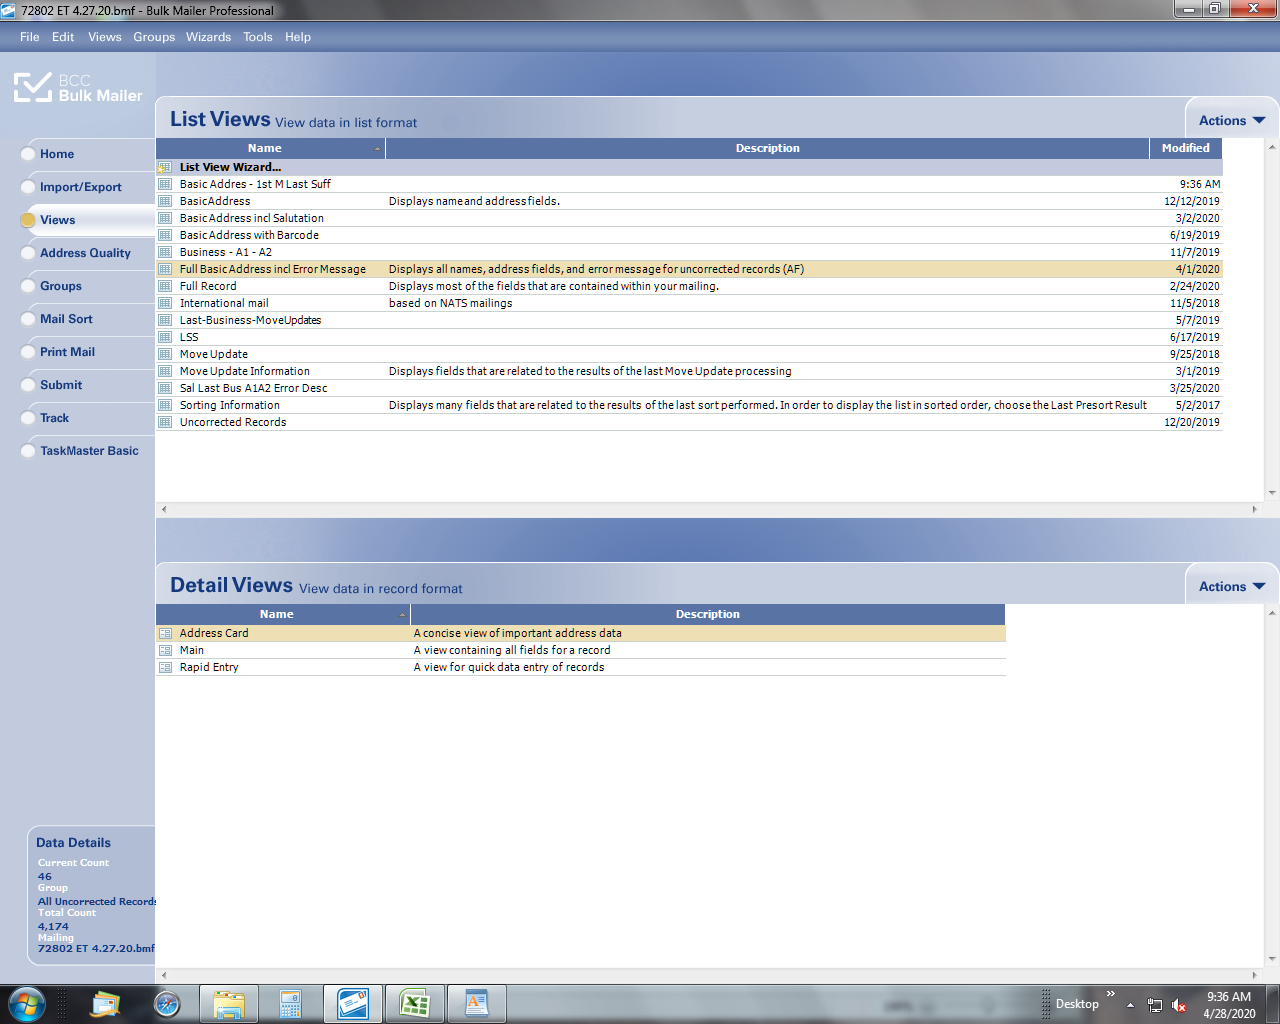 72802 ET 4.27.20.bmf - Bulk Mailer Professional
File Edit Views Groups Wizards Tools Help
BCC
Bulk Mailer
List Views View data in list format
Actions
Name Description Modified
List View Wizard...
Basic Addres - 1st M Last Suff 9:36 AM
Basic Address Displays name and address fields. 12/12/2019
Basic Address incl Salutation 3/2/2020
Basic Address with Barcode 6/19/2019
Business - A1 - A2 11/7/2019
Full Basic Address incl Error Message Displays all names, address fields, and error message for uncorrected records (AF) 4/1/2020
Full Record Displays most of the fields that are contained within your mailing. 2/24/2020
International mail based on NATS mailings 11/5/2018
Last-Business-MoveUpdates 5/7/2019
LSS 6/17/2019
Move Update 9/25/2018
Move Update Information Displays fields that are related to the results of the last Move Update processing 3/1/2019
Sal Last Bus A1A2 Error Desc 3/25/2020
Sorting Information Displays many fields that are related to the results of the last sort performed. In order to display the list in sorted order, choose the Last Presort Result 5/2/2017
Uncorrected Records 12/20/2019
Home
Import/Export
Views
Address Quality
Groups
Mail Sort
Print Mail
Submit
Track
TaskMaster Basic
Detail Views View data in record format
Actions
Name Description
Address Card A concise view of important address data
Main A view containing all fields for a record
Rapid Entry A view for quick data entry of records
Data Details
Current Count
46
Group
All Uncorrected Records
Total Count
4,174
Mailing
72802 ET 4.27.20.bmf
Desktop
9:36 AM
4/28/2020